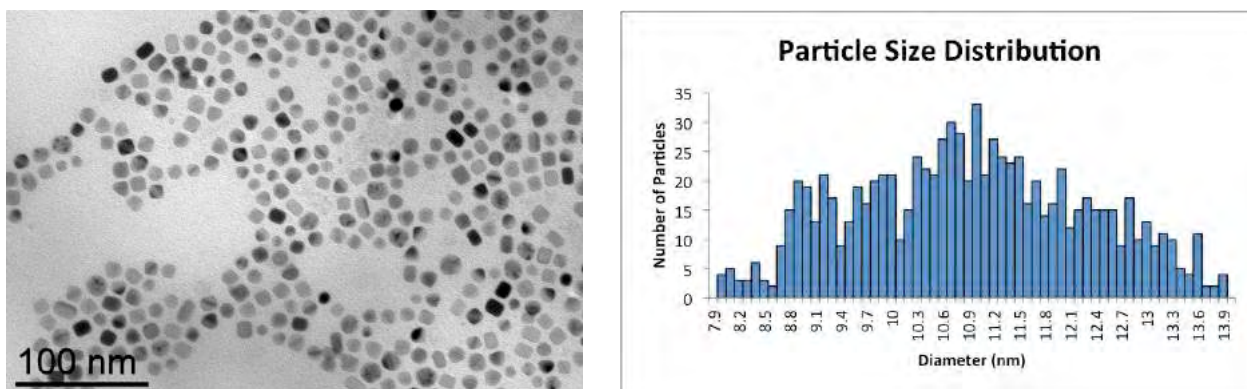 100 nm
Particle Size Distribution
Number of Particles
35
30
25
20
15
10
5
0
7.9 8.2 8.5 8.8 9.1 9.4 9.7 10 10.3 10.6 10.9 11.2 11.5 11.8 12.1 12.4 12.7 13 13.3 13.6 13.9
Diameter (nm)